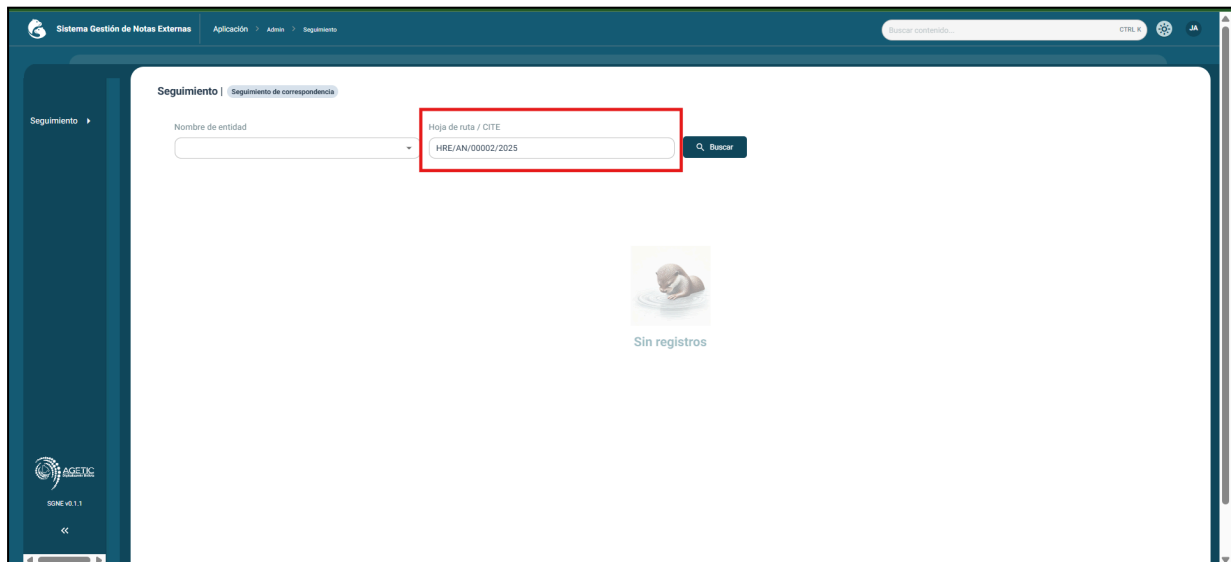 Sistema Gestión de Notas Externas
Aplicación > Admin > Seguimiento
Buscar contenido...
CTRL K
JA
Seguimiento
Seguimiento | Seguimiento de correspondencia
Nombre de entidad
Hoja de ruta / CITE
HRE/AN/00002/2025
Buscar
Sin registros
AGETIC
SGNE v0.1.1